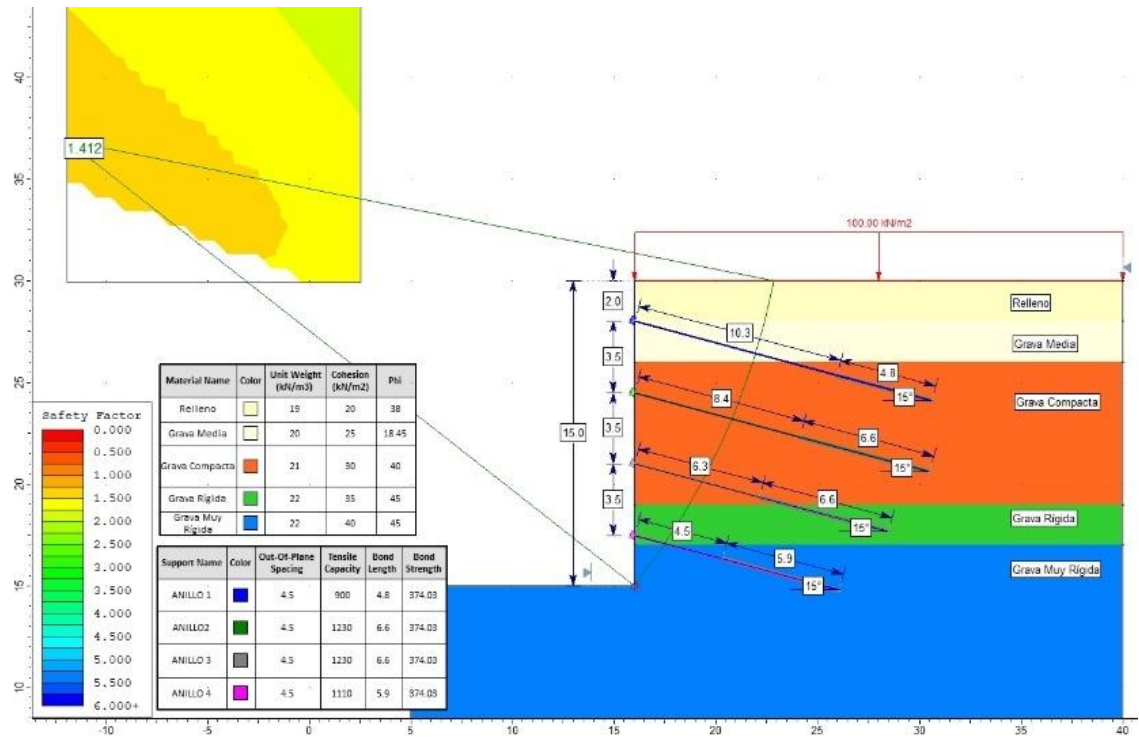 40
35
30
25
20
15
10
1.412
100.00 kN/m2
Relleno
Grava Media
Grava Compacta
Grava Rígida
Grava Muy Rígida
2.0
3.5
3.5
3.5
15.0
10.3
4.8
15°
8.4
6.6
15°
6.3
6.6
15°
4.5
5.9
15°
Material Name Color Unit Weight (kN/m3) Cohesion (kN/m2) Phi
Relleno 19 20 38
Grava Media 20 25 18.45
Grava Compacta 21 30 40
Grava Rígida 22 35 45
Grava Muy Rígida 22 40 45
Support Name Color Out-Of-Plane Spacing Tensile Capacity Bond Length Bond Strength
ANILLO 1 4.5 900 4.8 374.03
ANILLO2 4.5 1230 6.6 374.03
ANILLO 3 4.5 1230 6.6 374.03
ANILLO 4 4.5 1110 5.9 374.03
Safety Factor
0.000
0.500
1.000
1.500
2.000
2.500
3.000
3.500
4.000
4.500
5.000
5.500
6.000+
-10 -5 0 5 10 15 20 25 30 35 40